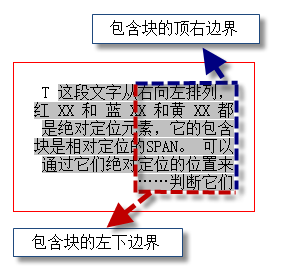 包含块的顶右边界
T 这段文字从右向左排列，
红 XX 和 蓝 XX 和黄 XX 都
是绝对定位元素，它的包含
块是相对定位的SPAN。 可以
通过它们绝对定位的位置来
……判断它们
包含块的左下边界